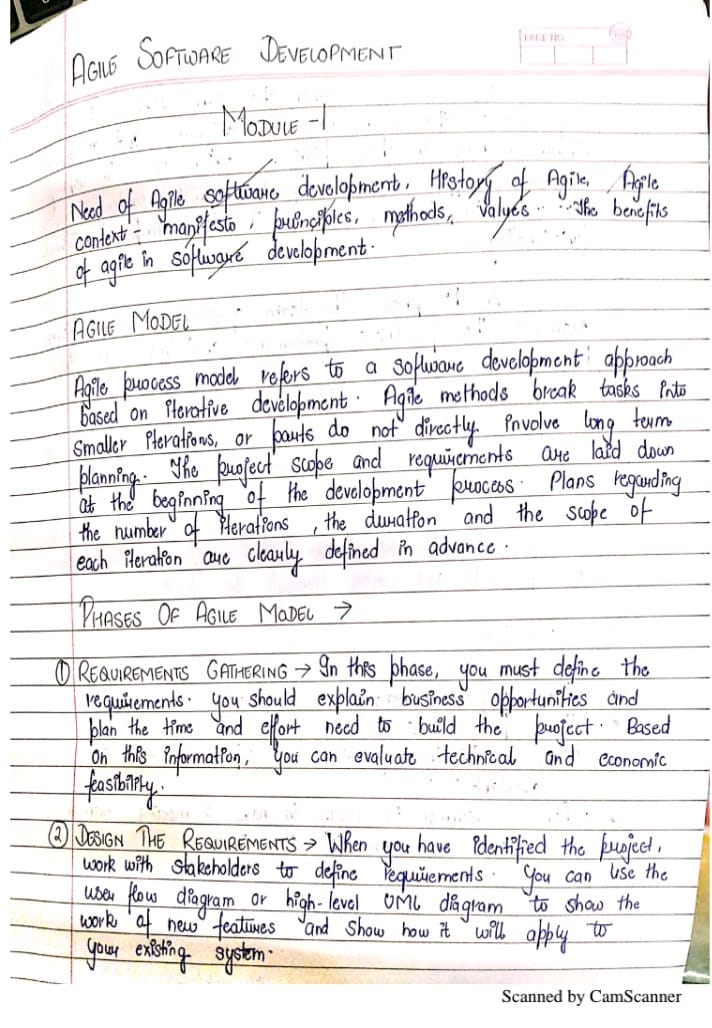 PAGE NO.
AGILE SOFTWARE DEVELOPMENT
MODULE -1
Need of Agile software development, History of Agile, Agile
context - manifesto, principles, methods, values. The benefits
of agile in software development.
AGILE MODEL
Agile process model refers to a software development approach
based on iterative development. Agile methods break tasks into
smaller iterations, or parts do not directly involve long term
planning. The project scope and requirements are laid down
at the beginning of the development process. Plans regarding
the number of iterations, the duration and the scope of
each iteration are clearly defined in advance.
PHASES OF AGILE MODEL →
① REQUIREMENTS GATHERING → In this phase, you must define the
requirements. you should explain business opportunities and
plan the time and effort need to build the project. Based
on this information, you can evaluate technical and economic
feasibility.
② DESIGN THE REQUIREMENTS → When you have identified the project,
work with stakeholders to define requirements. You can use the
user flow diagram or high-level UML diagram to show the
work of new features and show how it will apply to
your existing system.
Scanned by CamScanner